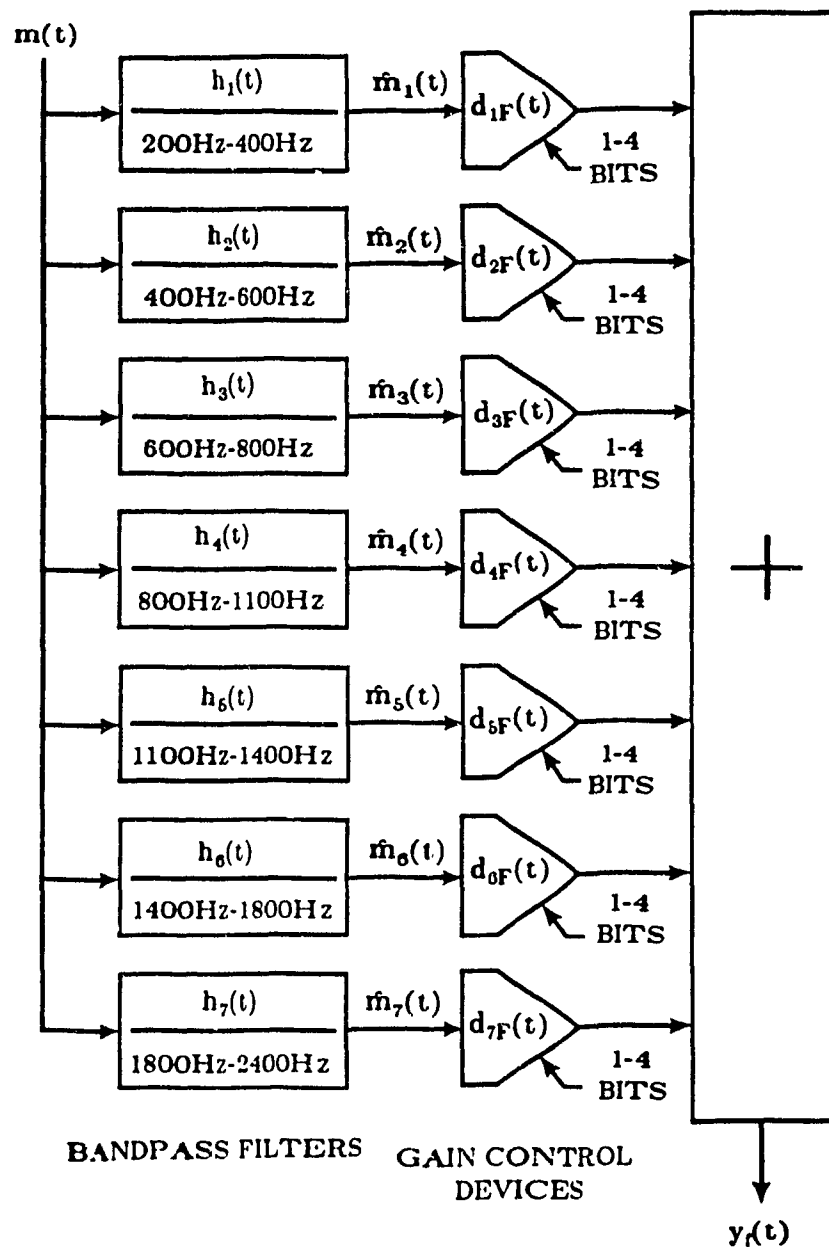 m(t)
h₁(t)
200Hz-400Hz
m̂₁(t)
d₁F(t)
1-4
BITS
h₂(t)
400Hz-600Hz
m̂₂(t)
d₂F(t)
1-4
BITS
h₃(t)
600Hz-800Hz
m̂₃(t)
d₃F(t)
1-4
BITS
h₄(t)
800Hz-1100Hz
m̂₄(t)
d₄F(t)
1-4
BITS
+
h₅(t)
1100Hz-1400Hz
m̂₅(t)
d₅F(t)
1-4
BITS
h₆(t)
1400Hz-1800Hz
m̂₆(t)
d₆F(t)
1-4
BITS
h₇(t)
1800Hz-2400Hz
m̂₇(t)
d₇F(t)
1-4
BITS
BANDPASS FILTERS
GAIN CONTROL
DEVICES
y_f(t)